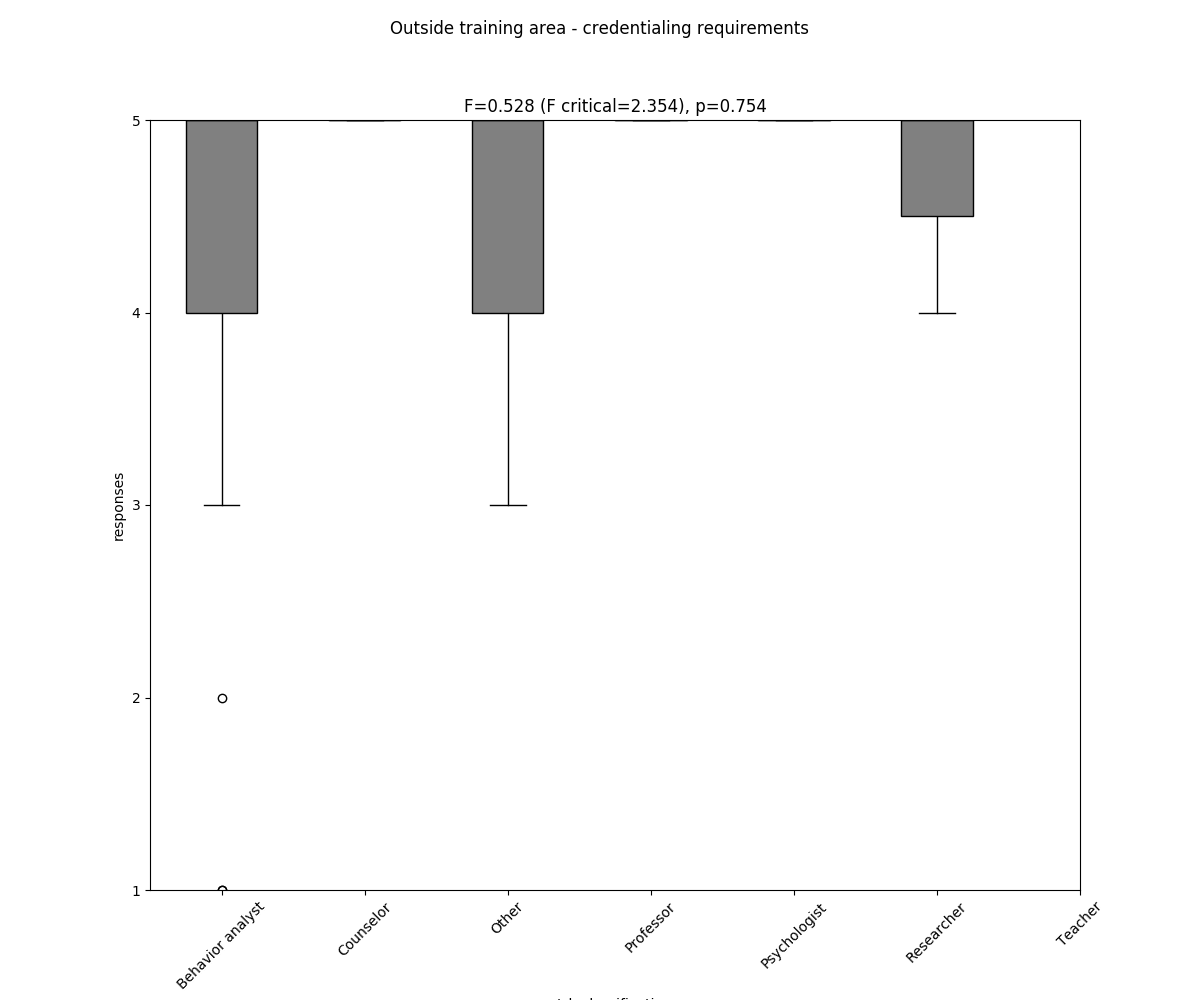 Outside training area - credentialing requirements
F=0.528 (F critical=2.354), p=0.754
5
4
3
2
1
responses
Behavior analyst
Counselor
Other
Professor
Psychologist
Researcher
Teacher